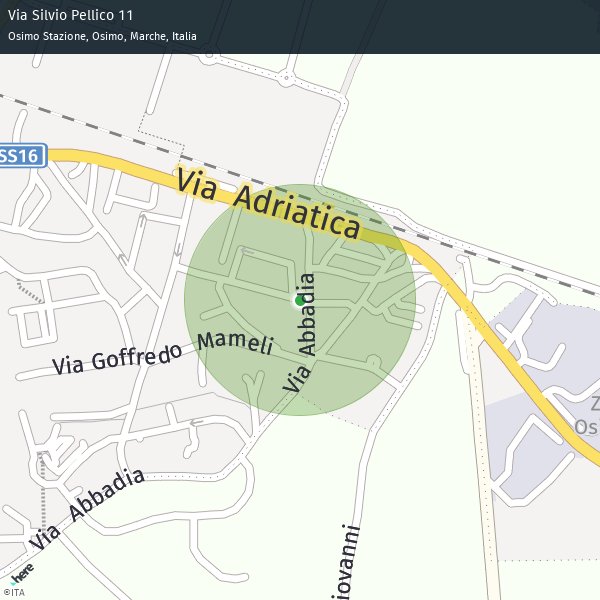 Via Silvio Pellico 11
Osimo Stazione, Osimo, Marche, Italia
SS16
Via Adriatica
Via Abbadia
Via Goffredo Mameli
Z
Os
Via Abbadia
iovanni
here
©ITA